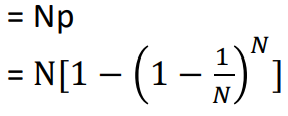 = Np
= N[1 − (1 − 1/N)^N]